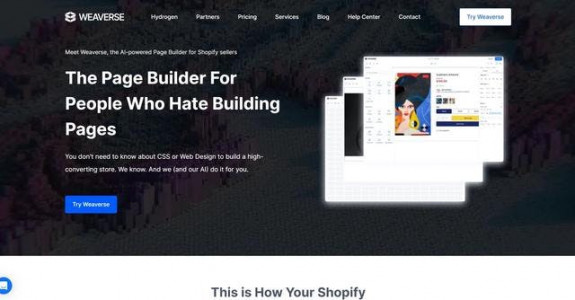 WEAVERSE Hydrogen Partners Pricing Services Blog Help Center Contact Try Weaverse
Meet Weaverse, the AI-powered Page Builder for Shopify sellers
The Page Builder For
People Who Hate Building
Pages
You don't need to know about CSS or Web Design to build a high-
converting store. We know. And we (and our AI) do it for you.
Try Weaverse
This is How Your Shopify